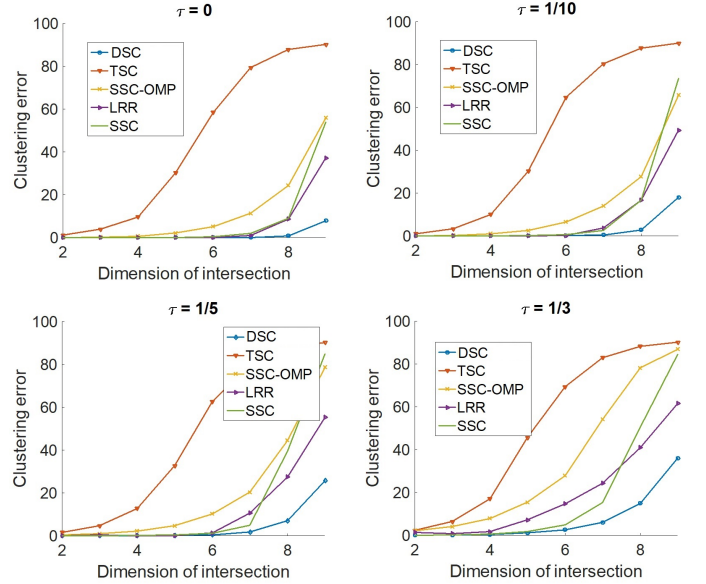 τ = 0
100
80
60
40
20
0
Clustering error
DSC
TSC
SSC-OMP
LRR
SSC
2 4 6 8
Dimension of intersection
τ = 1/10
100
80
60
40
20
0
Clustering error
DSC
TSC
SSC-OMP
LRR
SSC
2 4 6 8
Dimension of intersection
τ = 1/5
100
80
60
40
20
0
Clustering error
DSC
TSC
SSC-OMP
LRR
SSC
2 4 6 8
Dimension of intersection
τ = 1/3
100
80
60
40
20
0
Clustering error
DSC
TSC
SSC-OMP
LRR
SSC
2 4 6 8
Dimension of intersection